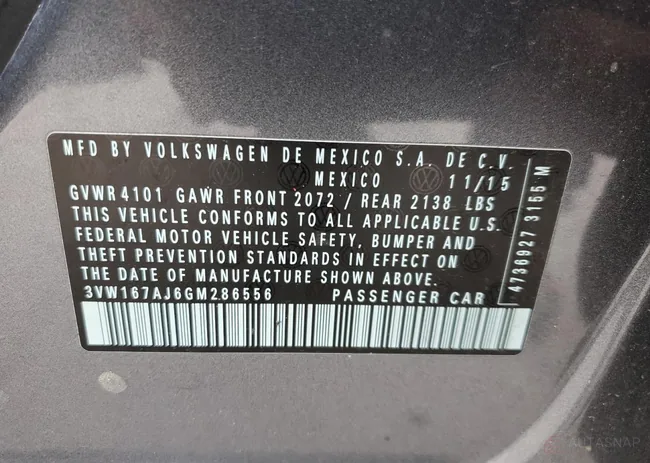 MFD BY VOLKSWAGEN DE MEXICO S.A. DE C.V.
MEXICO 11/15
GVWR 4101 GAWR FRONT 2072 / REAR 2138 LBS
THIS VEHICLE CONFORMS TO ALL APPLICABLE U.S.
FEDERAL MOTOR VEHICLE SAFETY, BUMPER AND
THEFT PREVENTION STANDARDS IN EFFECT ON
THE DATE OF MANUFACTURE SHOWN ABOVE.
3VW167AJ6GM286556 PASSENGER CAR
4736927 3155 M
AUTASNAP